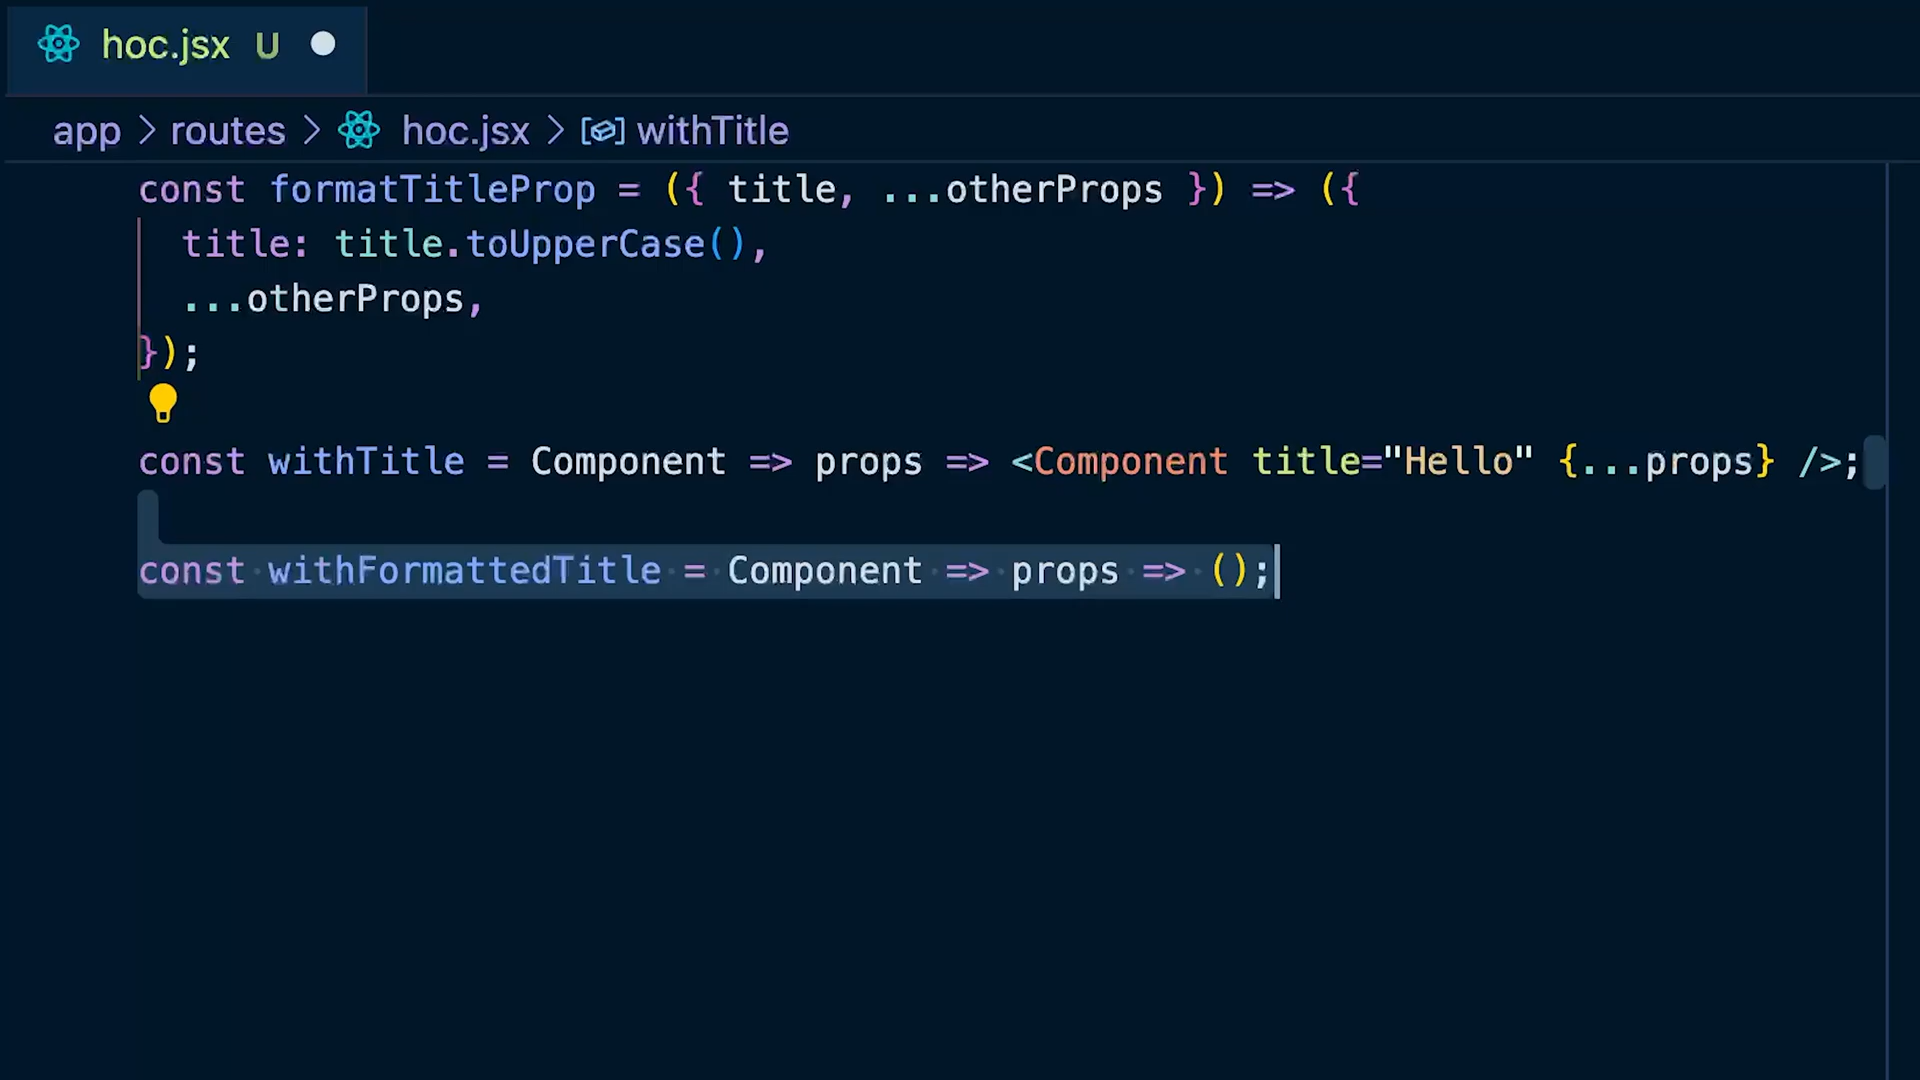 hoc.jsx U
app > routes > hoc.jsx > withTitle
const formatTitleProp = ({ title, ...otherProps }) => ({
  title: title.toUpperCase(),
  ...otherProps,
});
const withTitle = Component => props => <Component title="Hello" {...props} />;
const withFormattedTitle = Component => props => ();